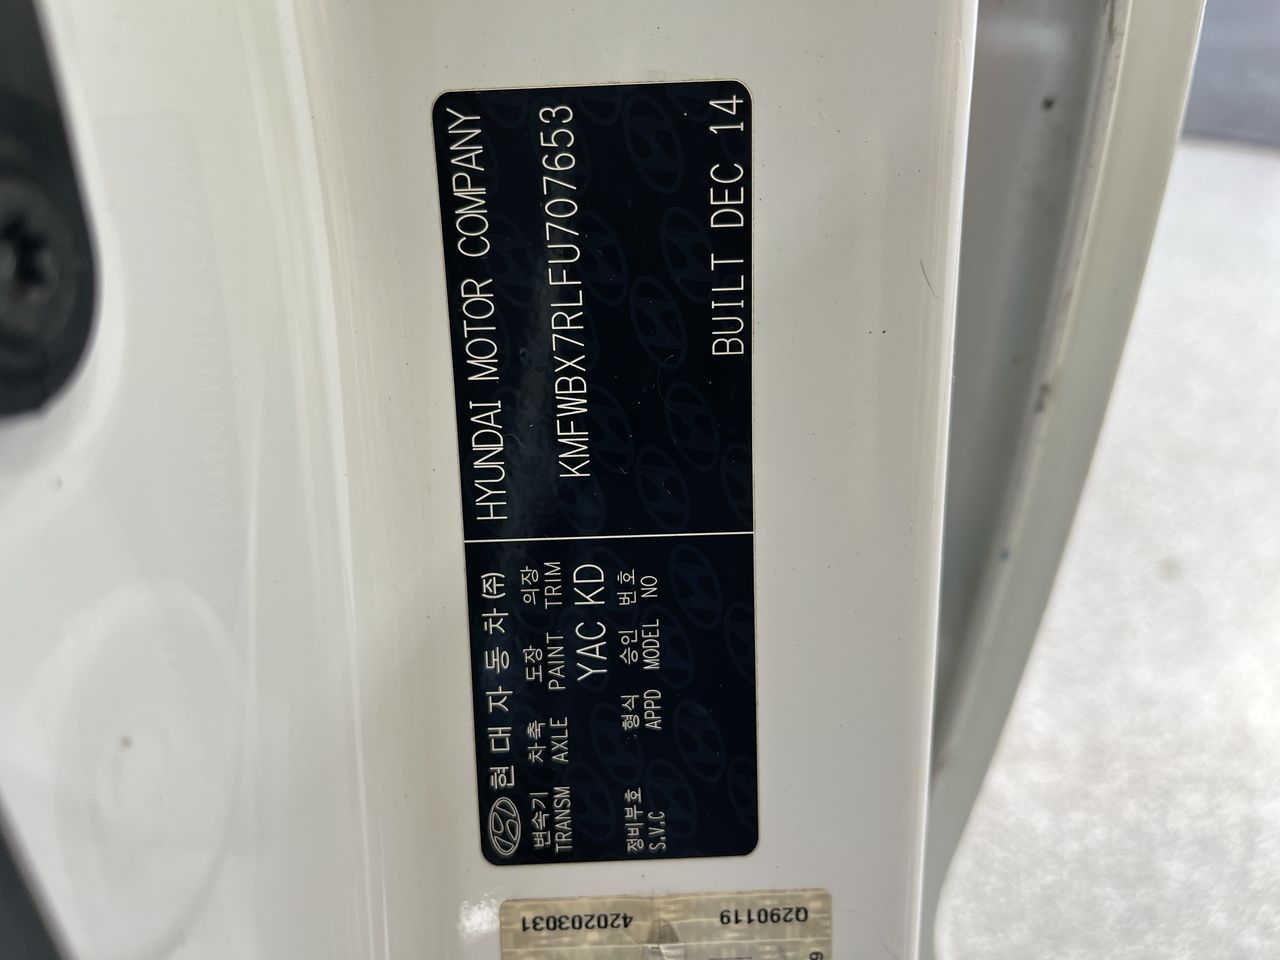 현대자동차(주)
변속기 차축 도장 의장
TRANSM AXLE PAINT TRIM
YAC KD
정비부호 형식 승인 번호
S.V.C APPD MODEL NO
HYUNDAI MOTOR COMPANY
KMFWBX7RLFU707653
BUILT DEC 14
420203031
Q290119